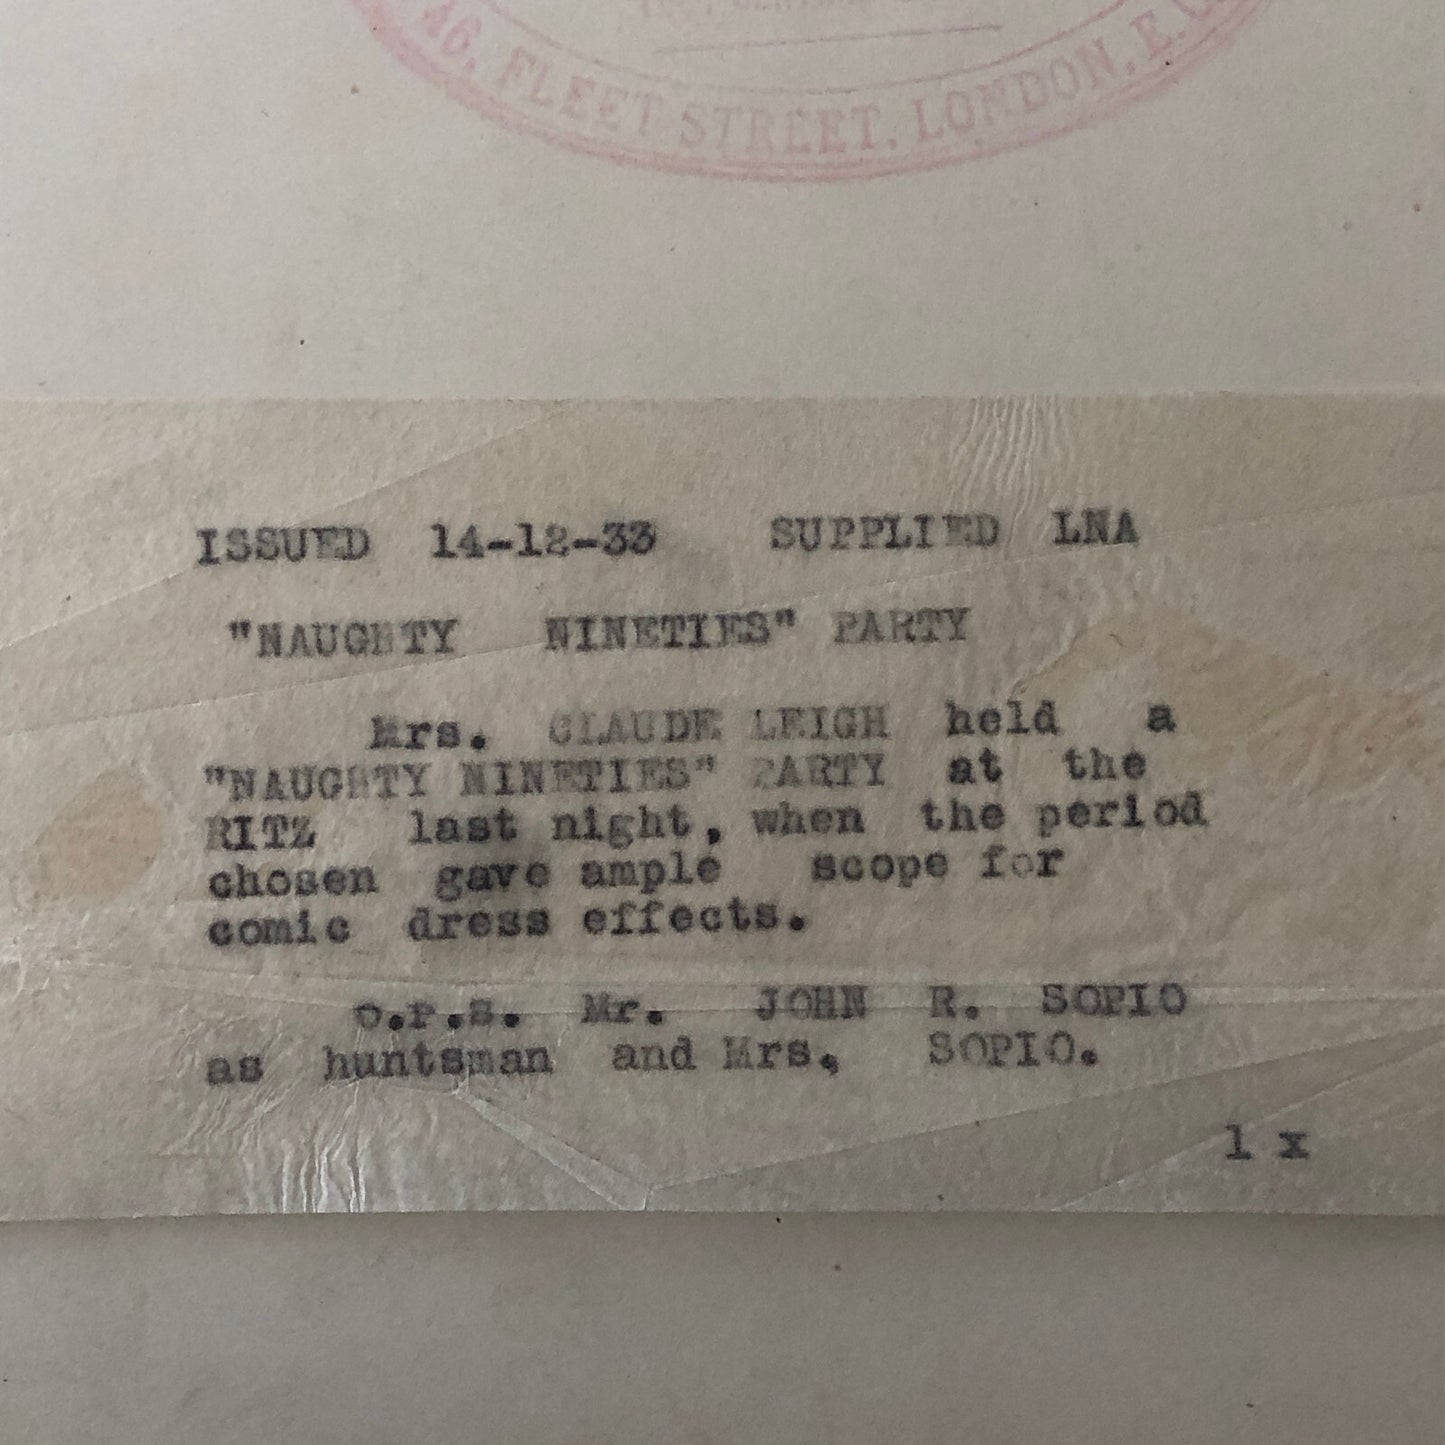 46, FLEET STREET, LONDON, E.C.
ISSUED 14-12-33 SUPPLIED LNA
"NAUGHTY NINETIES" PARTY
Mrs. CLAUDE LEIGH held a
"NAUGHTY NINETIES" PARTY at the
RITZ last night, when the period
chosen gave ample scope for
comic dress effects.
O.P.S. Mr. JOHN R. SOPIO
as huntsman and Mrs, SOPIO.
1 x